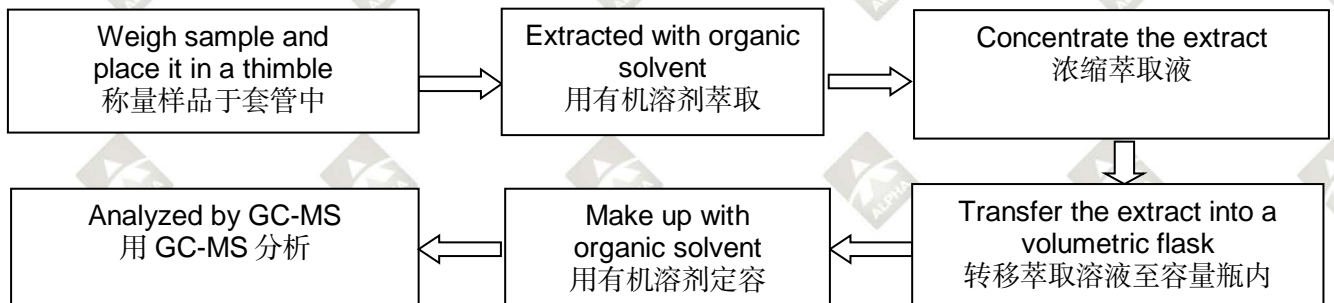 Weigh sample and
place it in a thimble
称量样品于套管中
Extracted with organic
solvent
用有机溶剂萃取
Concentrate the extract
浓缩萃取液
Transfer the extract into a
volumetric flask
转移萃取溶液至容量瓶内
Make up with
organic solvent
用有机溶剂定容
Analyzed by GC-MS
用 GC-MS 分析
ALPHA
ALPHA